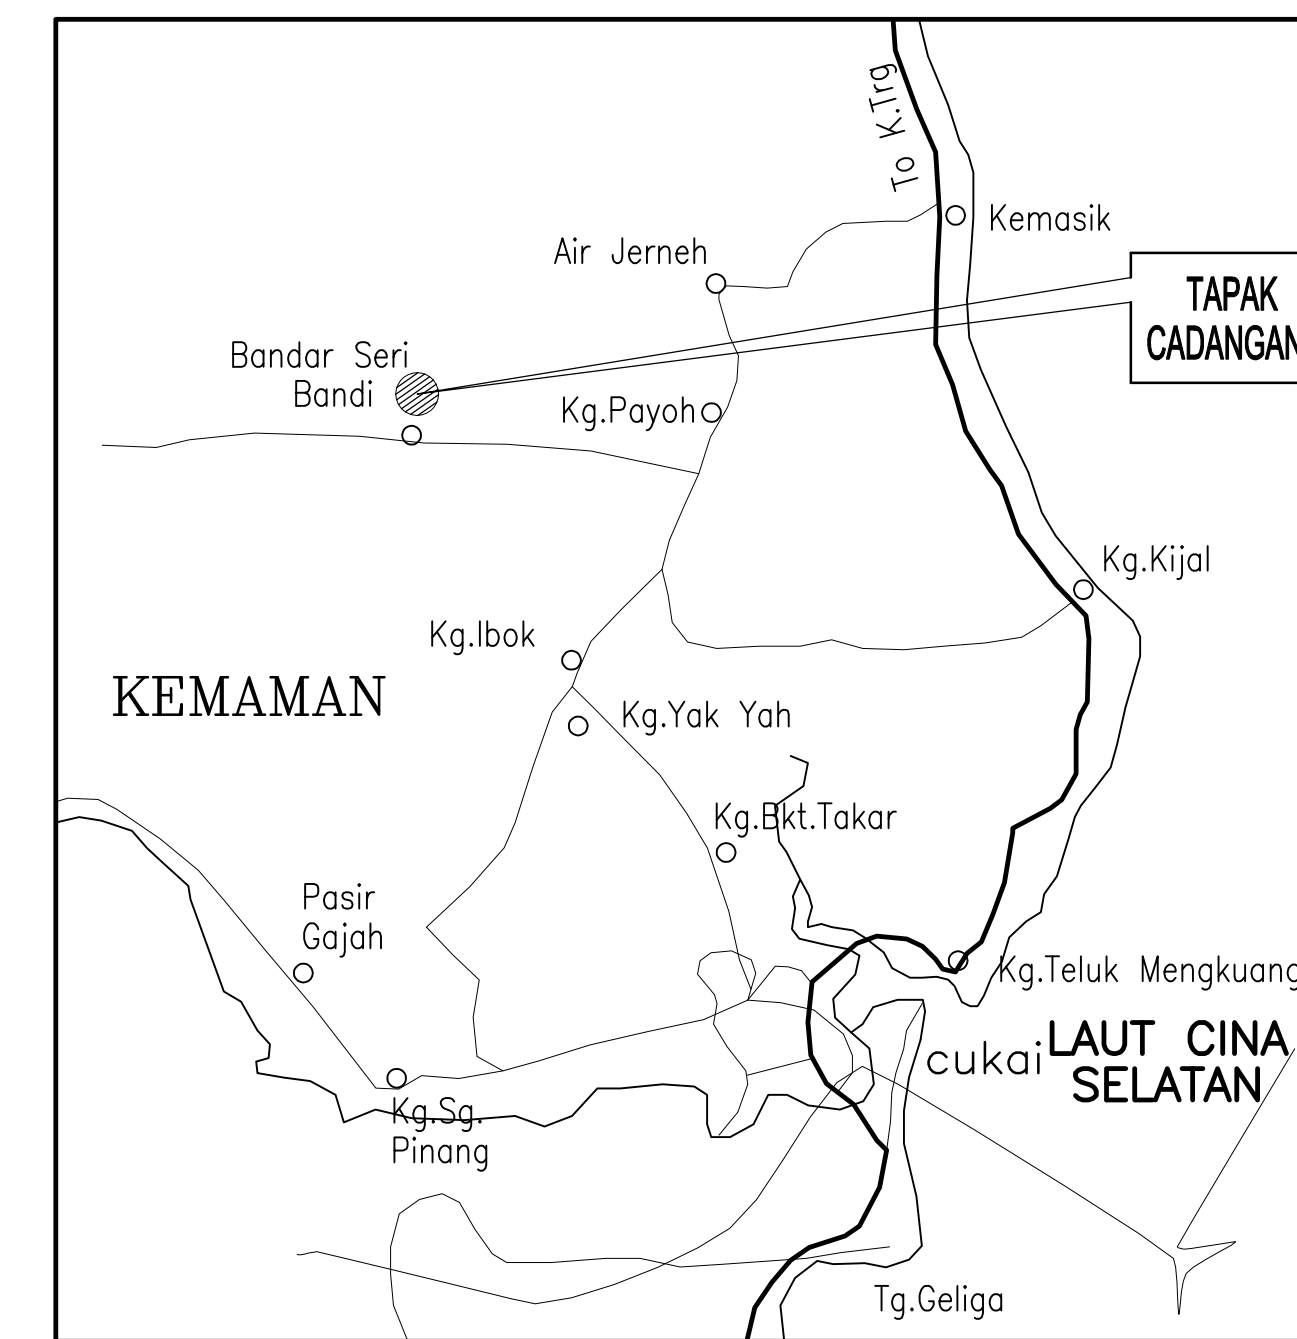 To K.Trg
Kemasik
Air Jerneh
TAPAK
CADANGAN
Bandar Seri
Bandi
Kg.Payoh
Kg.Kijal
Kg.Ibok
KEMAMAN
Kg.Yak Yah
Kg.Bkt.Takar
Pasir
Gajah
Kg.Teluk Mengkuang
cukai
LAUT CINA
SELATAN
Kg.Sg.
Pinang
Tg.Geliga